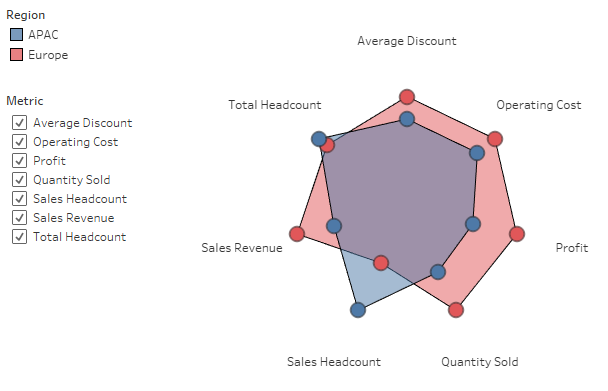 Region
APAC
Europe
Metric
Average Discount
Operating Cost
Profit
Quantity Sold
Sales Headcount
Sales Revenue
Total Headcount
Average Discount
Total Headcount
Operating Cost
Sales Revenue
Profit
Sales Headcount
Quantity Sold